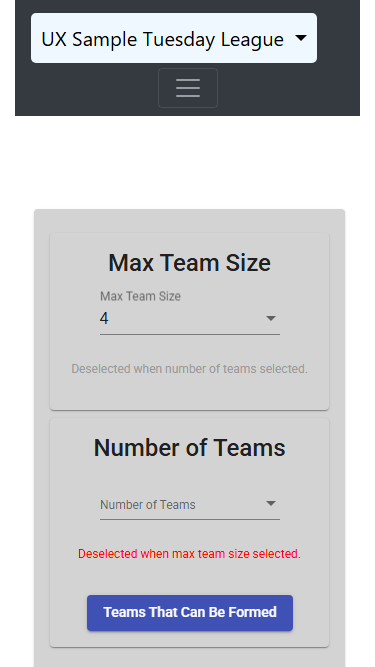 UX Sample Tuesday League
Max Team Size
Max Team Size
4
Deselected when number of teams selected.
Number of Teams
Number of Teams
Deselected when max team size selected.
Teams That Can Be Formed